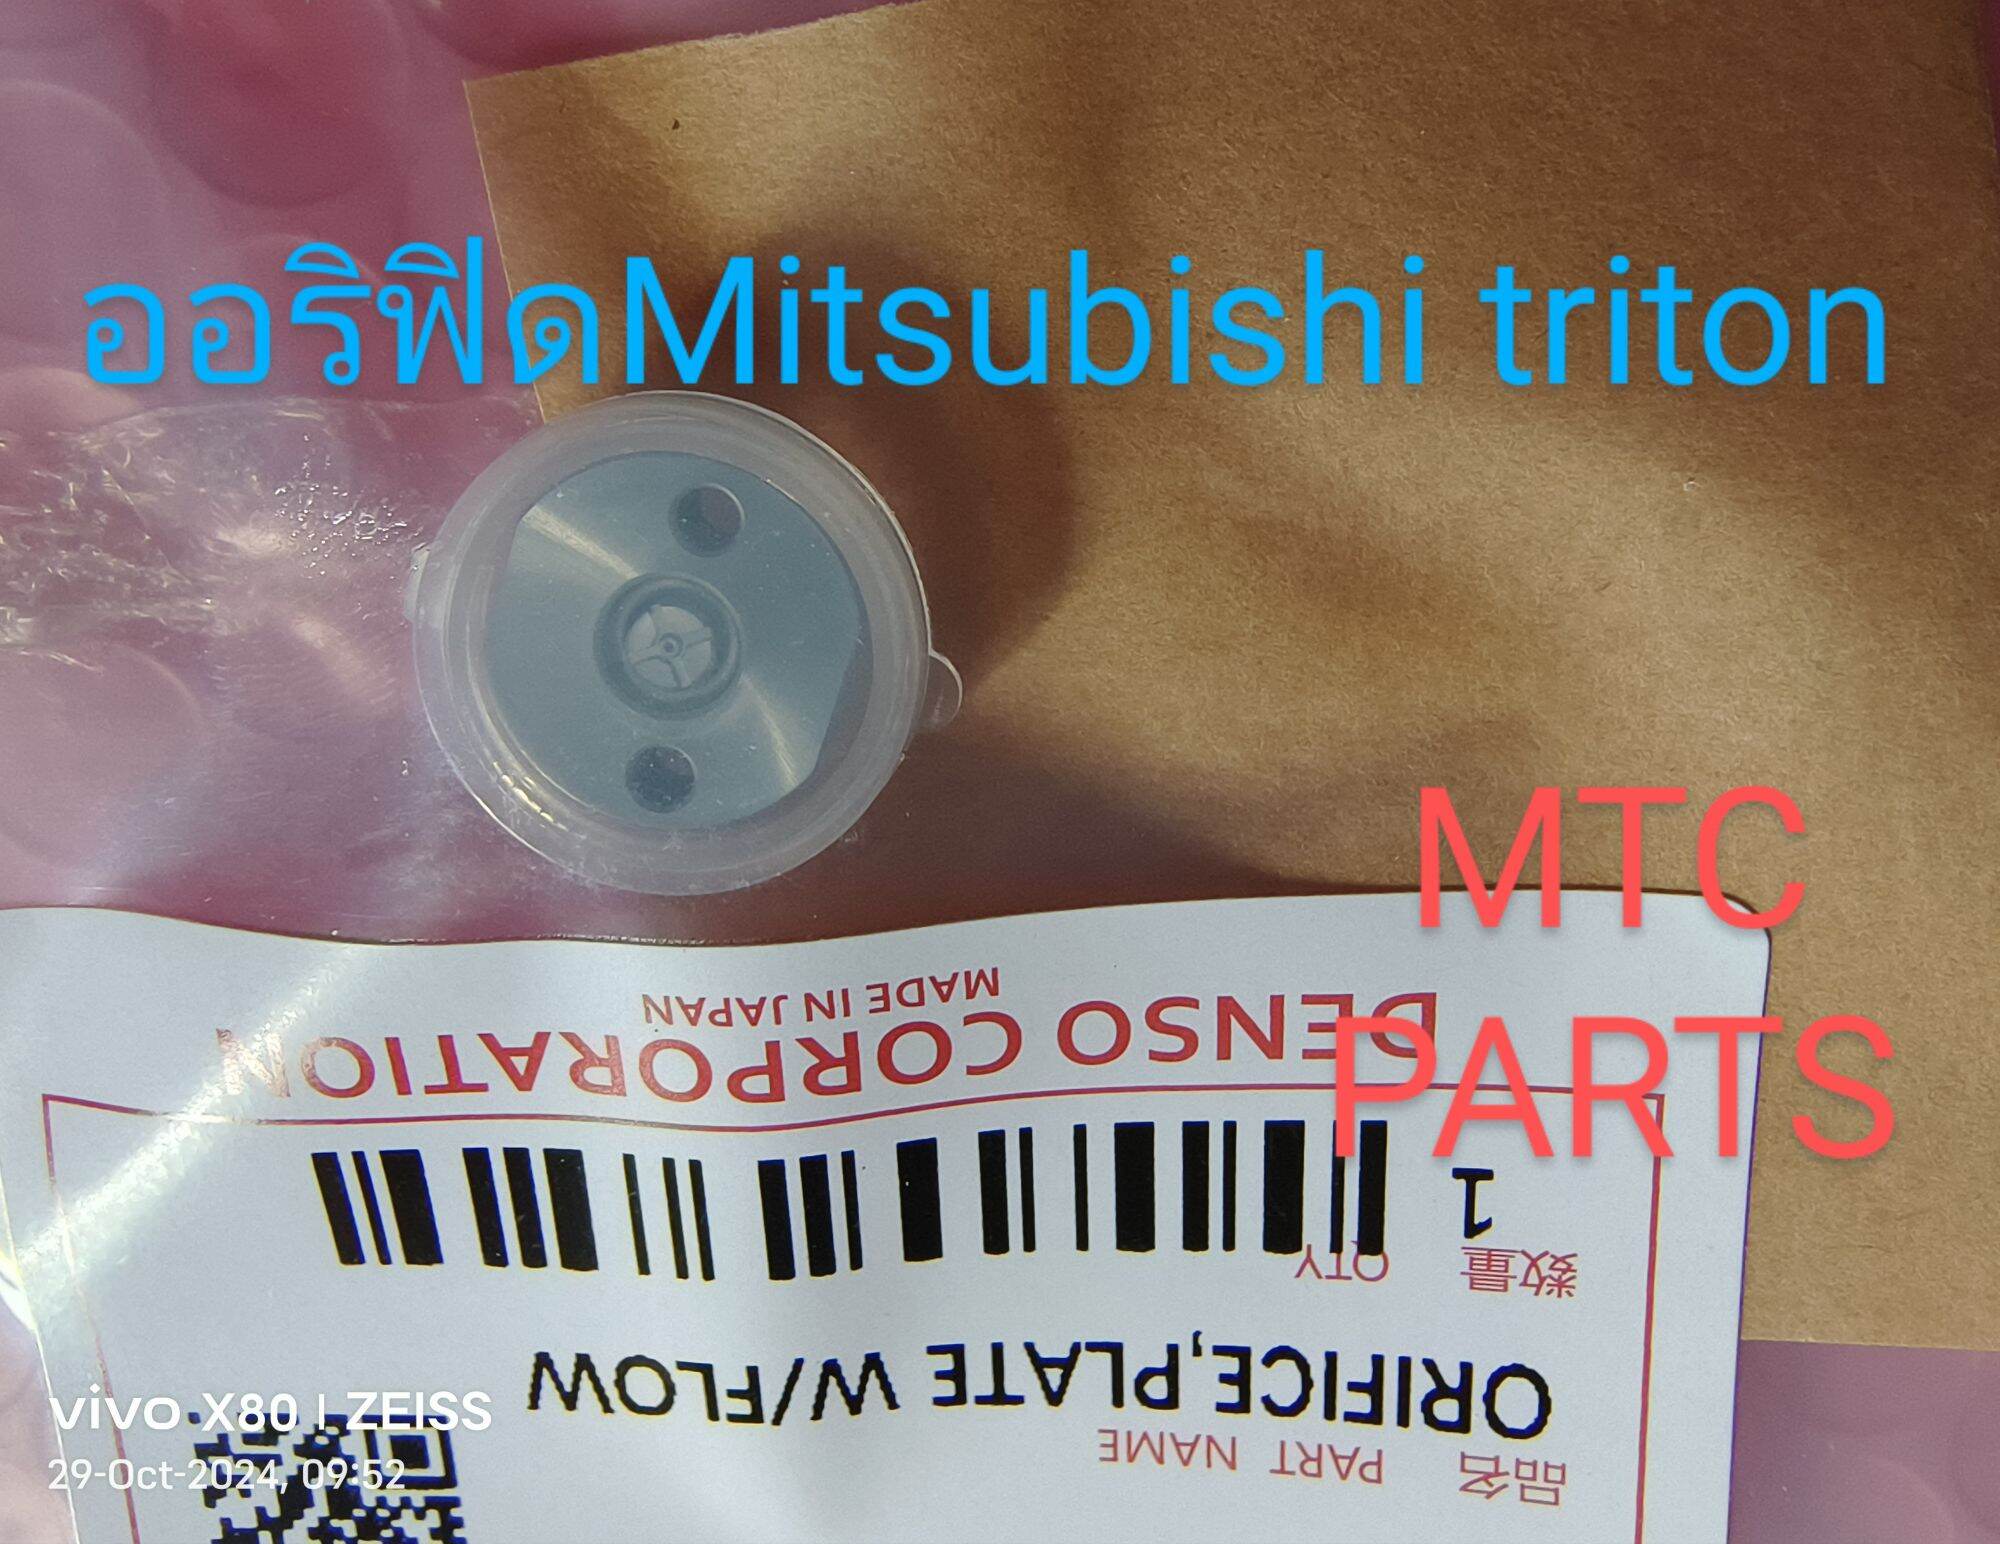 ออริฟิดMitsubishi triton
MTC
PARTS
DENSO CORPORATION
MADE IN JAPAN
数量 QTY
1
品名 PART NAME
ORIFICE,PLATE W/FLOW
vivo X80 | ZEISS
29-Oct-2024, 09:52